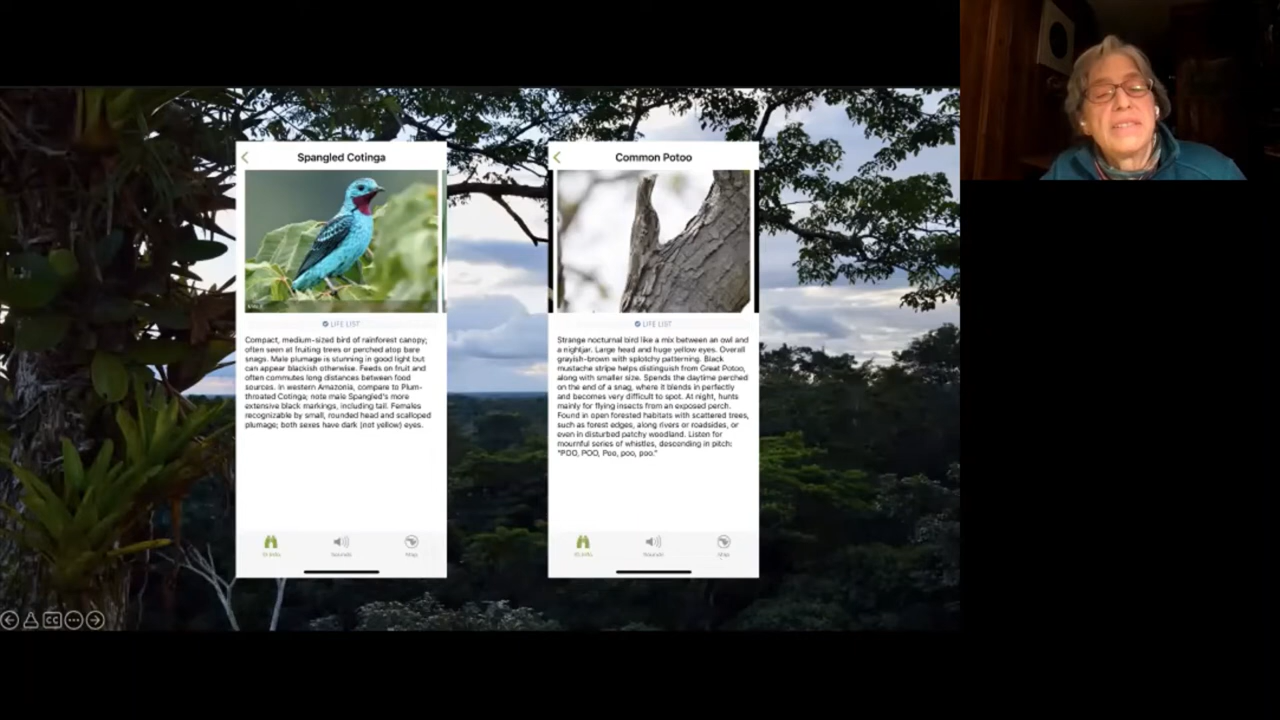 Spangled Cotinga
LIFE LIST
Compact, medium-sized bird of rainforest canopy;
often seen at fruiting trees or perched atop bare
snags. Male plumage is stunning in good light but
can appear blackish otherwise. Feeds on fruit and
often commutes long distances between food
sources. In western Amazonia, compare to Plum-
throated Cotinga; note male Spangled's more
extensive black markings, including tail. Females
recognizable by small, rounded head and scalloped
plumage; both sexes have dark (not yellow) eyes.
ID Info
Sounds
Map
Common Potoo
LIFE LIST
Strange nocturnal bird like a mix between an owl and
a nightjar. Large head and huge yellow eyes. Overall
grayish-brown with splotchy patterning. Black
mustache stripe helps distinguish from Great Potoo,
along with smaller size. Spends the daytime perched
on the end of a snag, where it blends in perfectly
and becomes very difficult to spot. At night, hunts
mainly for flying insects from an exposed perch.
Found in open forested habitats with scattered trees,
such as forest edges, along rivers or roadsides, or
even in disturbed patchy woodland. Listen for
mournful series of whistles, descending in pitch:
"POO, POO, Poo, poo, poo."
ID Info
Sounds
Map
CC